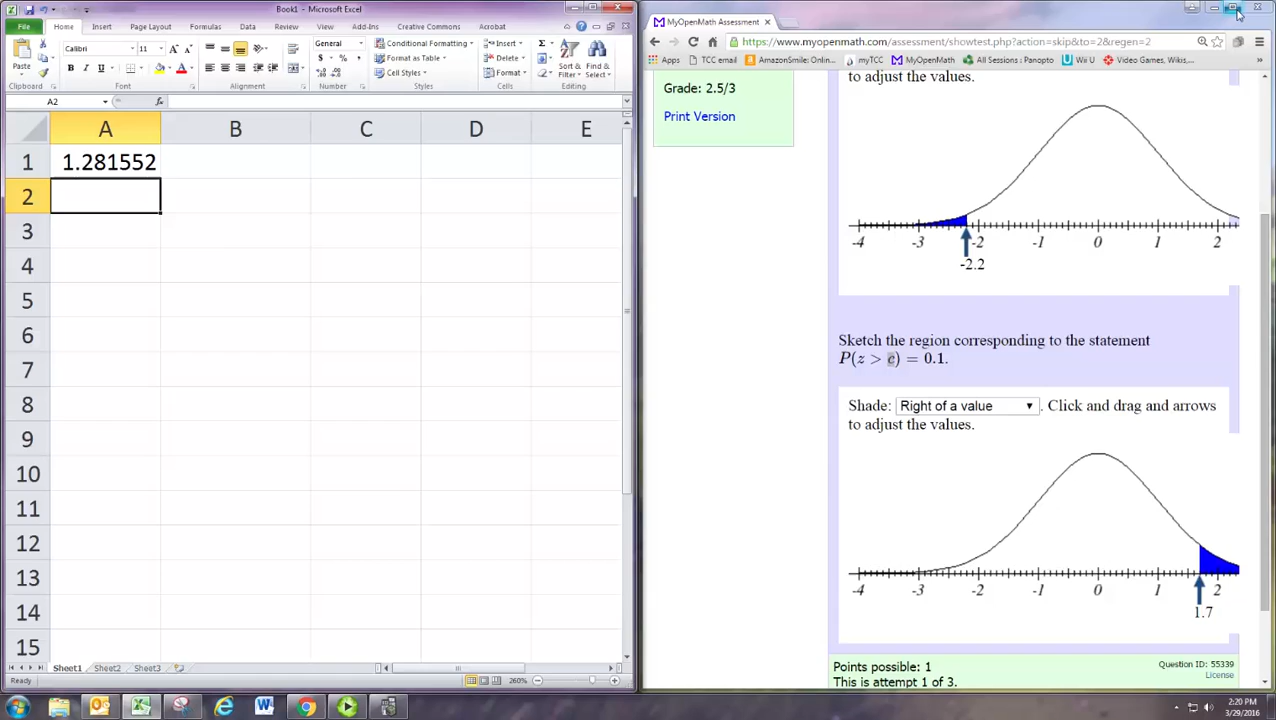 Book1 - Microsoft Excel
File Home Insert Page Layout Formulas Data Review View Add-Ins Creative Commons Acrobat
Paste
Calibri 11
B I U
General
$ % ,
Conditional Formatting
Format as Table
Cell Styles
Insert
Delete
Format
Σ
Sort & Filter
Find & Select
Clipboard Font Alignment Number Styles Cells Editing
A2 fx
A B C D E
1 1.281552
2
3
4
5
6
7
8
9
10
11
12
13
14
15
Sheet1 Sheet2 Sheet3
Ready 260%
MyOpenMath Assessment
https://www.myopenmath.com/assessment/showtest.php?action=skip&to=2&regen=2
Apps TCC email AmazonSmile: Onlin... myTCC MyOpenMath All Sessions | Panopto Wii U Video Games, Wikis,... »
Grade: 2.5/3
Print Version
to adjust the values.
-4 -3 -2 -1 0 1 2
-2.2
Sketch the region corresponding to the statement
P(z > c) = 0.1.
Shade: Right of a value . Click and drag and arrows
to adjust the values.
-4 -3 -2 -1 0 1 2
1.7
Points possible: 1
This is attempt 1 of 3.
Question ID: 55339
License
2:20 PM
3/29/2016